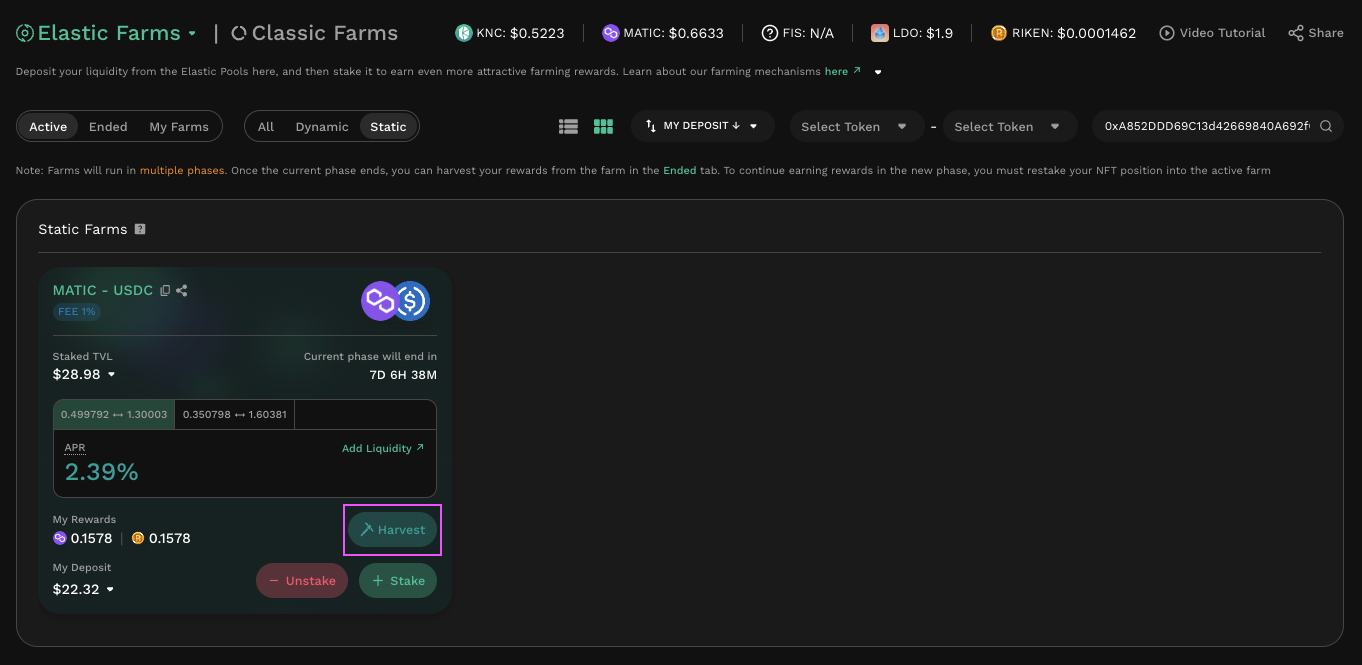 Elastic Farms | Classic Farms
KNC: $0.5223
MATIC: $0.6633
FIS: N/A
LDO: $1.9
RIKEN: $0.0001462
Video Tutorial
Share
Deposit your liquidity from the Elastic Pools here, and then stake it to earn even more attractive farming rewards. Learn about our farming mechanisms here ↗
Active Ended My Farms
All Dynamic Static
MY DEPOSIT ↓
Select Token - Select Token
0xA852DDD69C13d42669840A692f
Note: Farms will run in multiple phases. Once the current phase ends, you can harvest your rewards from the farm in the Ended tab. To continue earning rewards in the new phase, you must restake your NFT position into the active farm
Static Farms ?
MATIC - USDC
FEE 1%
Staked TVL
Current phase will end in
$28.98
7D 6H 38M
0.499792 ↔ 1.30003
0.350798 ↔ 1.60381
APR
Add Liquidity ↗
2.39%
My Rewards
0.1578 | 0.1578
Harvest
My Deposit
$22.32
− Unstake
+ Stake